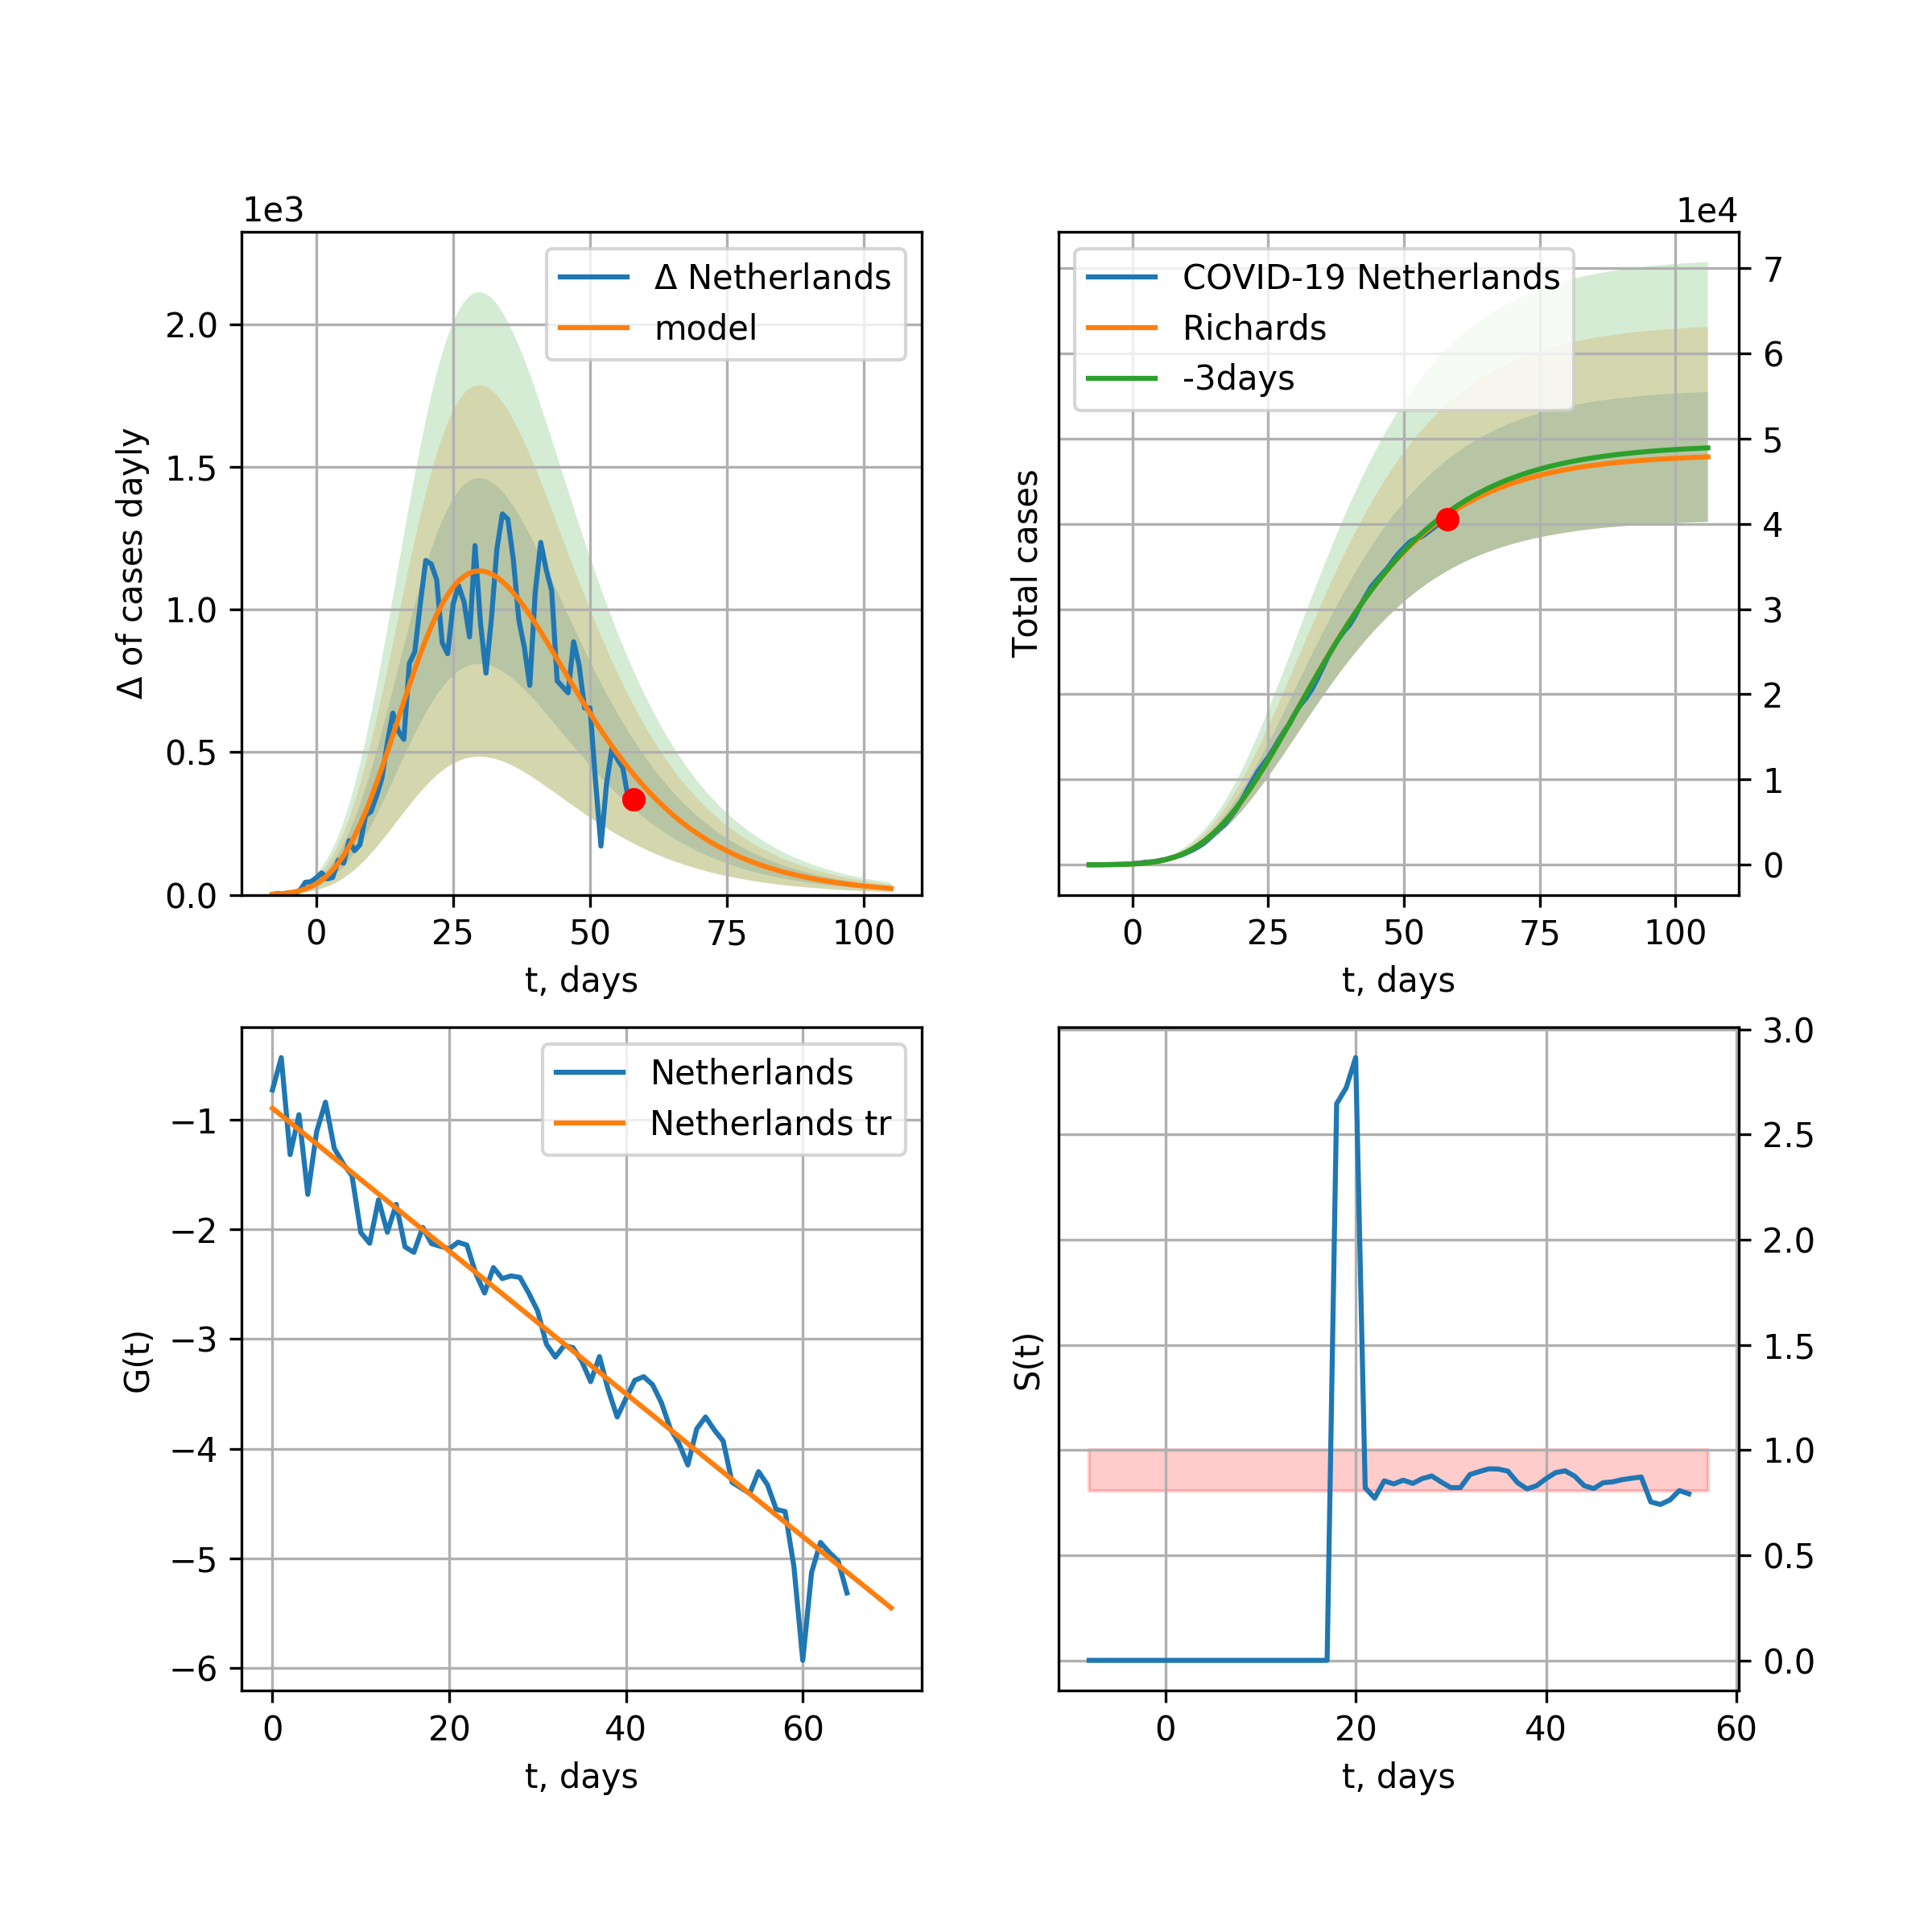 1e3
Δ Netherlands
model
2.0
1.5
1.0
0.5
0.0
Δ of cases dayly
0 25 50 75 100
t, days
1e4
COVID-19 Netherlands
Richards
-3days
7
6
5
4
3
2
1
0
Total cases
0 25 50 75 100
t, days
Netherlands
Netherlands tr
−1
−2
−3
−4
−5
−6
G(t)
0 20 40 60
t, days
3.0
2.5
2.0
1.5
1.0
0.5
0.0
S(t)
0 20 40 60
t, days